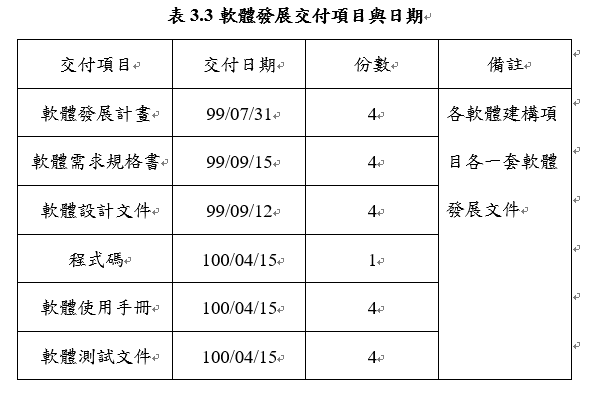 表 3.3 軟體發展交付項目與日期
交付項目 交付日期 份數 備註
軟體發展計畫 99/07/31 4 各軟體建構項
軟體需求規格書 99/09/15 4 目各一套軟體
軟體設計文件 99/09/12 4 發展文件
程式碼 100/04/15 1
軟體使用手冊 100/04/15 4
軟體測試文件 100/04/15 4